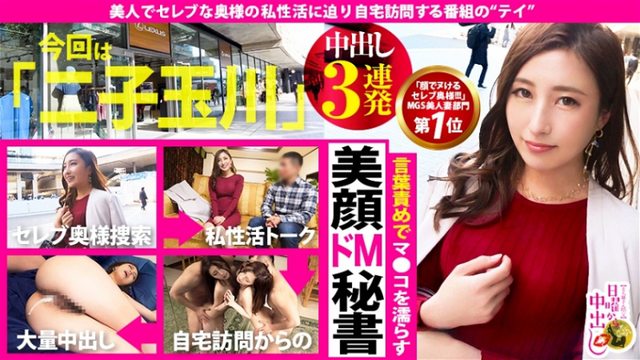 美人でセレブな奥様の私性活に迫り自宅訪問する番組の“テイ”
今回は
「二子玉川」
LEXUS
中出し
3連発
「顔でヌける
セレブ奥様!!!」
MGS美人妻部門
第1位
セレブ奥様捜索
私性活トーク
大量中出し
自宅訪問からの
言葉責めでマ●コを濡らす
美顔ドM秘書
中出し